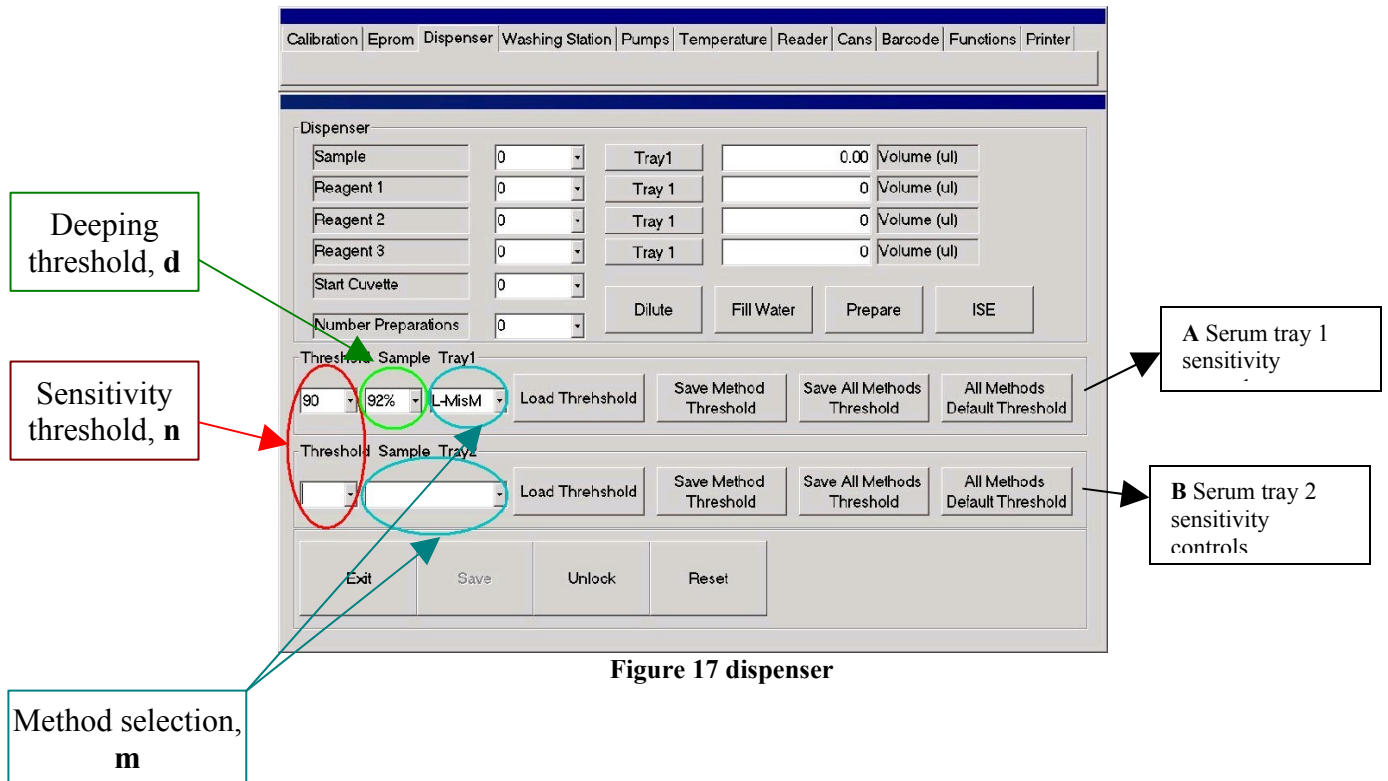 Calibration Eprom Dispenser Washing Station Pumps Temperature Reader Cans Barcode Functions Printer
Dispenser
Sample 0 Tray1 0.00 Volume (ul)
Reagent 1 0 Tray 1 0 Volume (ul)
Reagent 2 0 Tray 1 0 Volume (ul)
Reagent 3 0 Tray 1 0 Volume (ul)
Start Cuvette 0
Number Preparations 0
Dilute Fill Water Prepare ISE
Threshold Sample Tray1
90 92% L-MisM Load Threhshold Save Method Threshold Save All Methods Threshold All Methods Default Threshold
Threshold Sample Tray2
Load Threhshold Save Method Threshold Save All Methods Threshold All Methods Default Threshold
Exit Save Unlock Reset
Deeping
threshold, d
Sensitivity
threshold, n
Method selection,
m
A Serum tray 1
sensitivity
B Serum tray 2
sensitivity
controls
Figure 17 dispenser